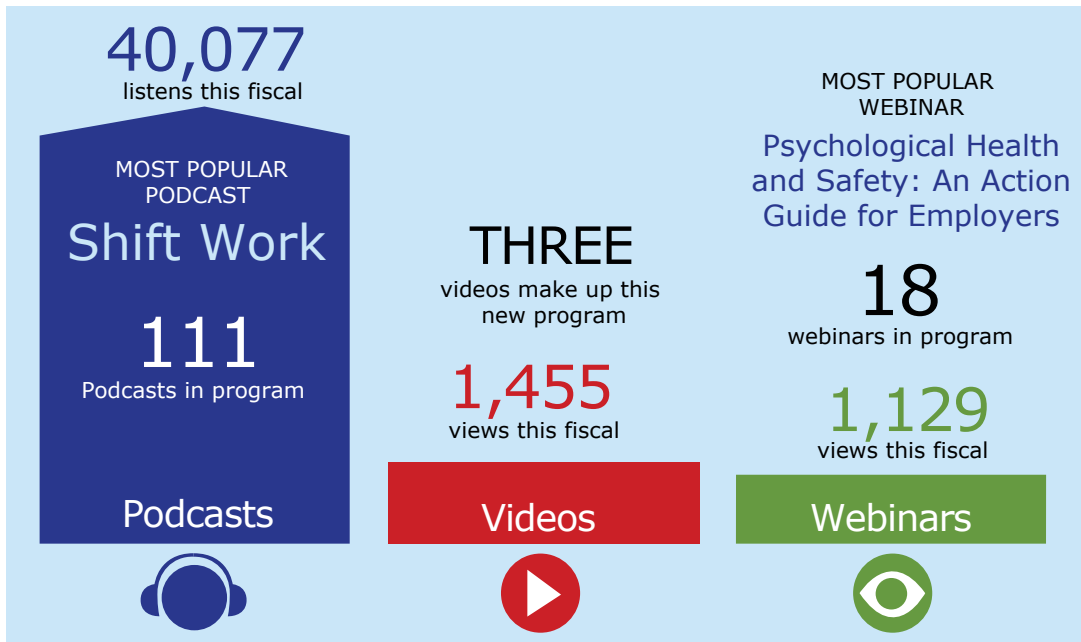 40,077
listens this fiscal
MOST POPULAR
PODCAST
Shift Work
111
Podcasts in program
Podcasts
THREE
videos make up this
new program
1,455
views this fiscal
Videos
MOST POPULAR
WEBINAR
Psychological Health
and Safety: An Action
Guide for Employers
18
webinars in program
1,129
views this fiscal
Webinars